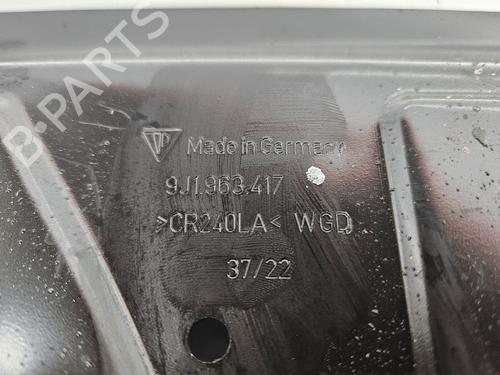 B-PARTS
Made in Germany
9J1.963.417
>CR240LA< WGD
37/22